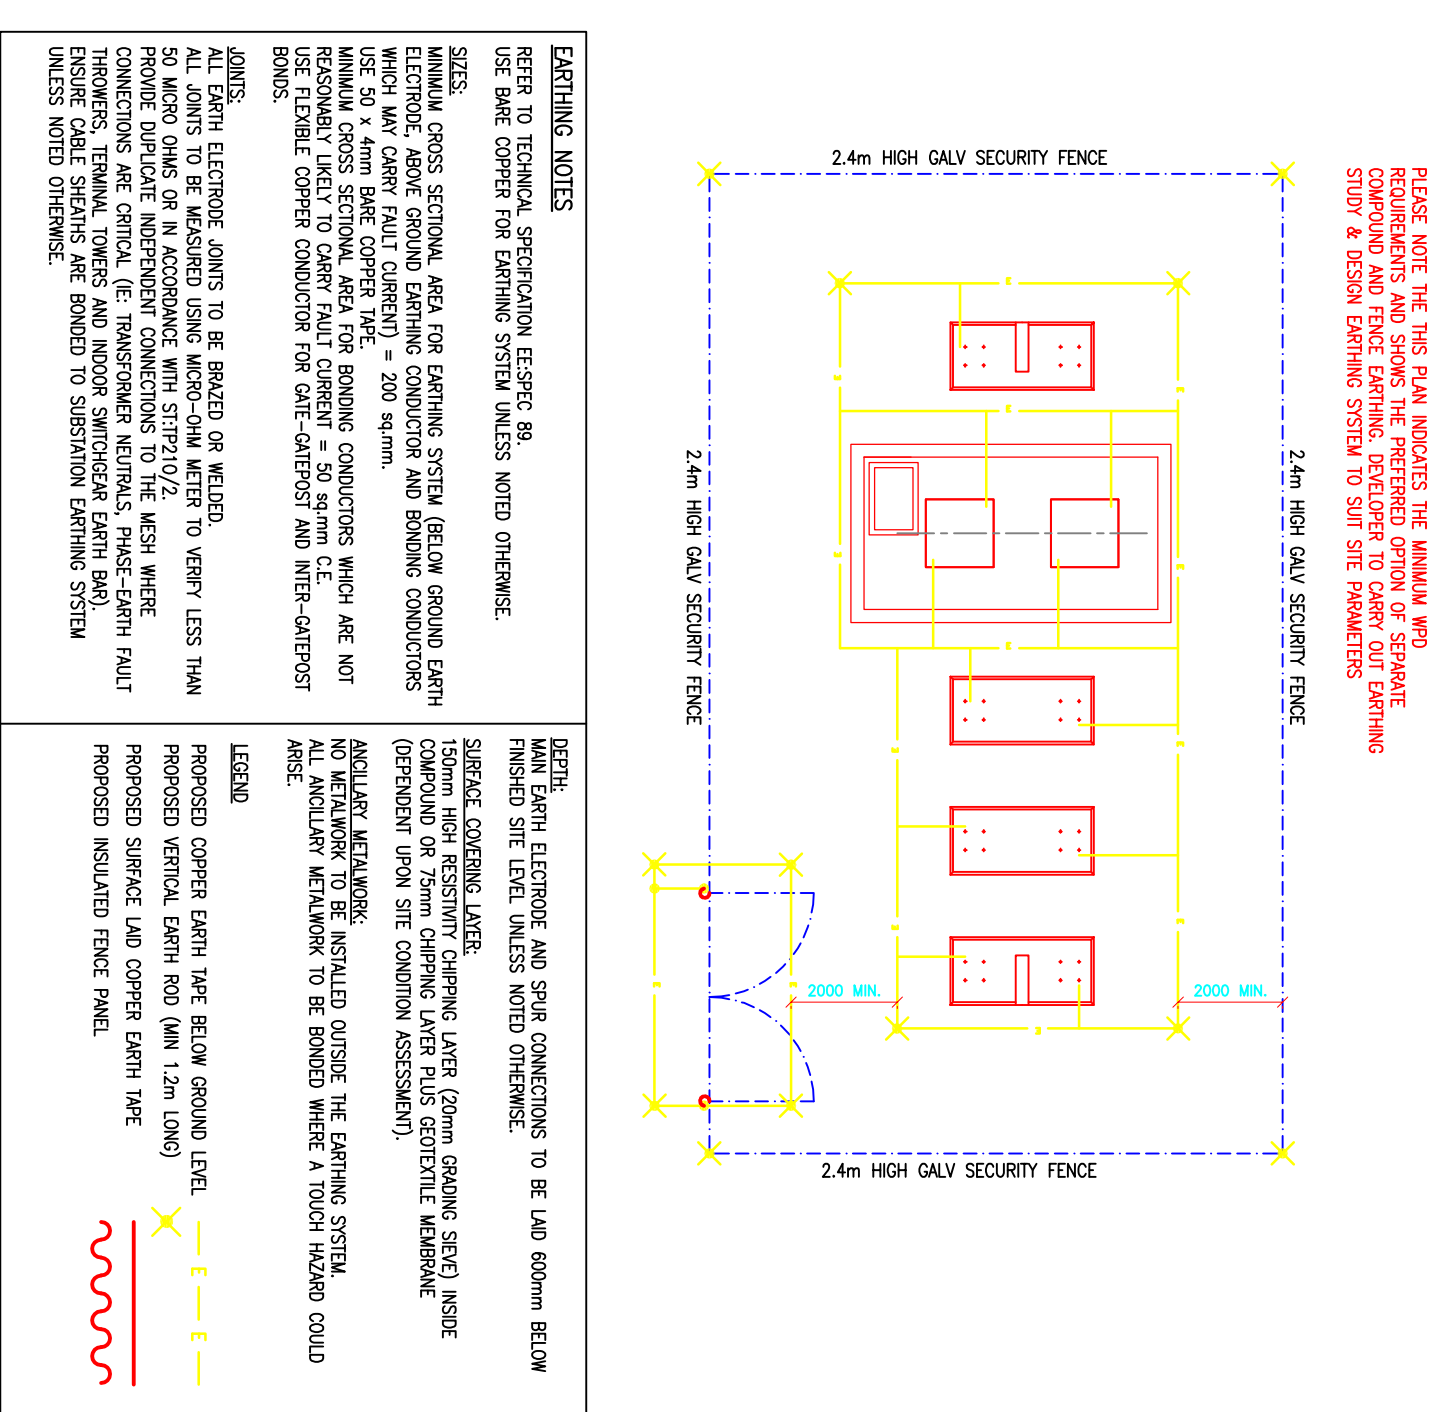 PLEASE NOTE THE THIS PLAN INDICATES THE MINIMUM WPD
REQUIREMENTS AND SHOWS THE PREFERRED OPTION OF SEPARATE
COMPOUND AND FENCE EARTHING. DEVELOPER TO CARRY OUT EARTHING
STUDY & DESIGN EARTHING SYSTEM TO SUIT SITE PARAMETERS
2.4m HIGH GALV SECURITY FENCE
2.4m HIGH GALV SECURITY FENCE
2.4m HIGH GALV SECURITY FENCE
2.4m HIGH GALV SECURITY FENCE
2000 MIN.
2000 MIN.
E
E
E
E
E
E
E
E
E
E
E
E
E
E
EARTHING NOTES
REFER TO TECHNICAL SPECIFICATION EE:SPEC 89.
USE BARE COPPER FOR EARTHING SYSTEM UNLESS NOTED OTHERWISE.
SIZES:
MINIMUM CROSS SECTIONAL AREA FOR EARTHING SYSTEM (BELOW GROUND EARTH
ELECTRODE, ABOVE GROUND EARTHING CONDUCTOR AND BONDING CONDUCTORS
WHICH MAY CARRY FAULT CURRENT) = 200 sq.mm.
USE 50 x 4mm BARE COPPER TAPE.
MINIMUM CROSS SECTIONAL AREA FOR BONDING CONDUCTORS WHICH ARE NOT
REASONABLY LIKELY TO CARRY FAULT CURRENT = 50 sq.mm C.E.
USE FLEXIBLE COPPER CONDUCTOR FOR GATE-GATEPOST AND INTER-GATEPOST
BONDS.
JOINTS:
ALL EARTH ELECTRODE JOINTS TO BE BRAZED OR WELDED.
ALL JOINTS TO BE MEASURED USING MICRO-OHM METER TO VERIFY LESS THAN
50 MICRO OHMS OR IN ACCORDANCE WITH ST:TP210/2.
PROVIDE DUPLICATE INDEPENDENT CONNECTIONS TO THE MESH WHERE
CONNECTIONS ARE CRITICAL (IE: TRANSFORMER NEUTRALS, PHASE-EARTH FAULT
THROWERS, TERMINAL TOWERS AND INDOOR SWITCHGEAR EARTH BAR).
ENSURE CABLE SHEATHS ARE BONDED TO SUBSTATION EARTHING SYSTEM
UNLESS NOTED OTHERWISE.
DEPTH:
MAIN EARTH ELECTRODE AND SPUR CONNECTIONS TO BE LAID 600mm BELOW
FINISHED SITE LEVEL UNLESS NOTED OTHERWISE.
SURFACE COVERING LAYER:
150mm HIGH RESISTIVITY CHIPPING LAYER (20mm GRADING SIEVE) INSIDE
COMPOUND OR 75mm CHIPPING LAYER PLUS GEOTEXTILE MEMBRANE
(DEPENDENT UPON SITE CONDITION ASSESSMENT).
ANCILLARY METALWORK:
NO METALWORK TO BE INSTALLED OUTSIDE THE EARTHING SYSTEM.
ALL ANCILLARY METALWORK TO BE BONDED WHERE A TOUCH HAZARD COULD
ARISE.
LEGEND
PROPOSED COPPER EARTH TAPE BELOW GROUND LEVEL
E E
PROPOSED VERTICAL EARTH ROD (MIN 1.2m LONG)
PROPOSED SURFACE LAID COPPER EARTH TAPE
PROPOSED INSULATED FENCE PANEL